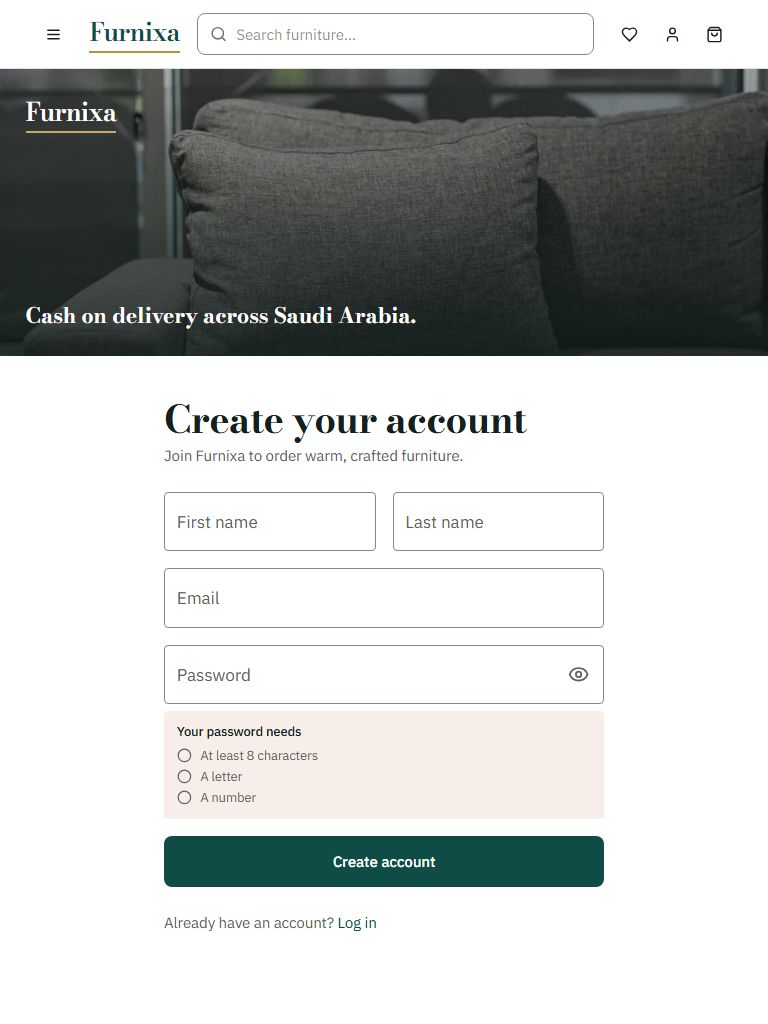 Furnixa
Search furniture...
Furnixa
Cash on delivery across Saudi Arabia.
Create your account
Join Furnixa to order warm, crafted furniture.
First name
Last name
Email
Password
Your password needs
At least 8 characters
A letter
A number
Create account
Already have an account? Log in